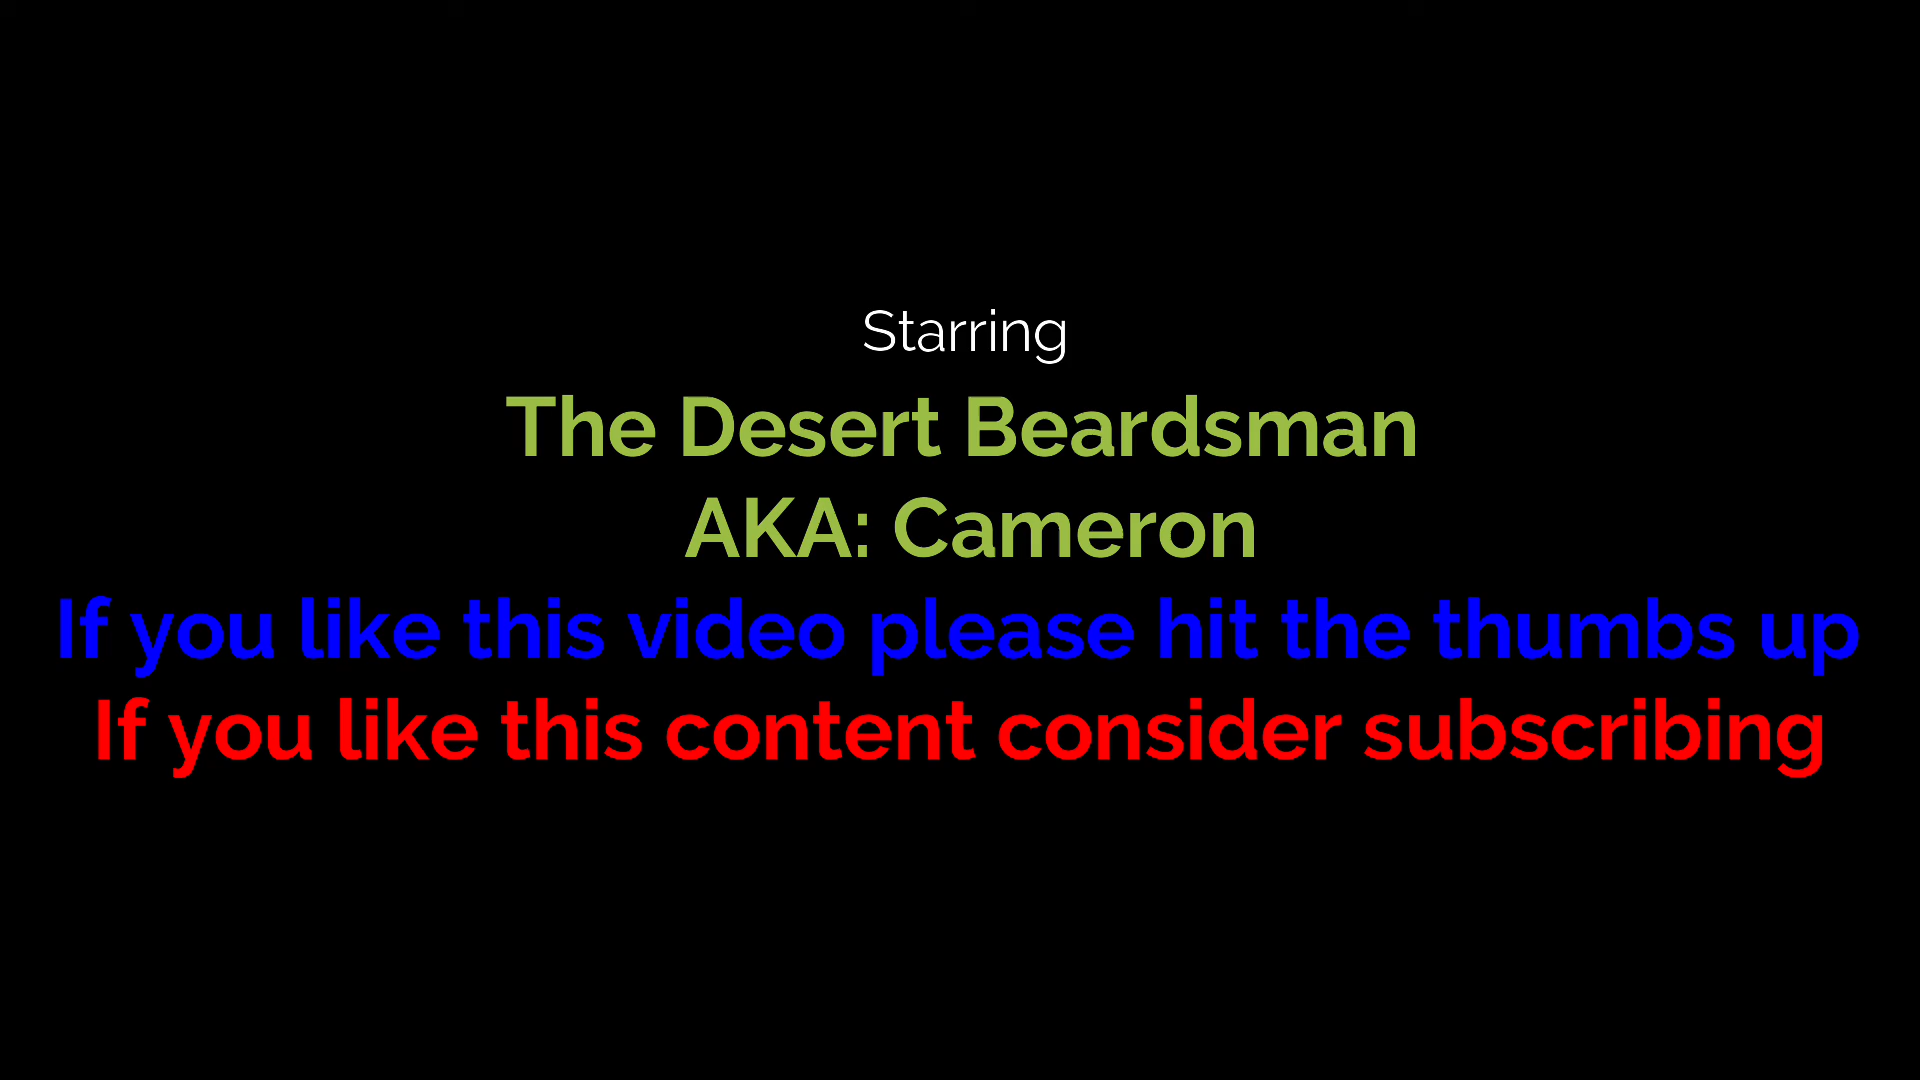 Starring
The Desert Beardsman
AKA: Cameron
If you like this video please hit the thumbs up
If you like this content consider subscribing